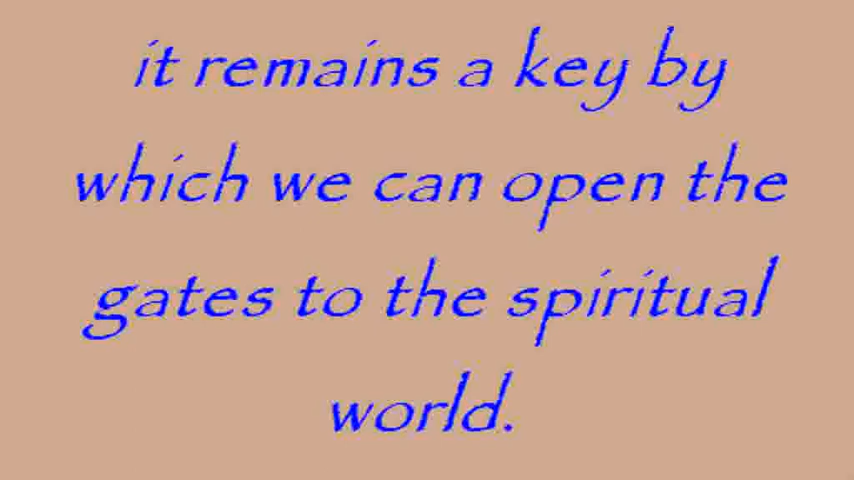 it remains a key by
which we can open the
gates to the spiritual
world.